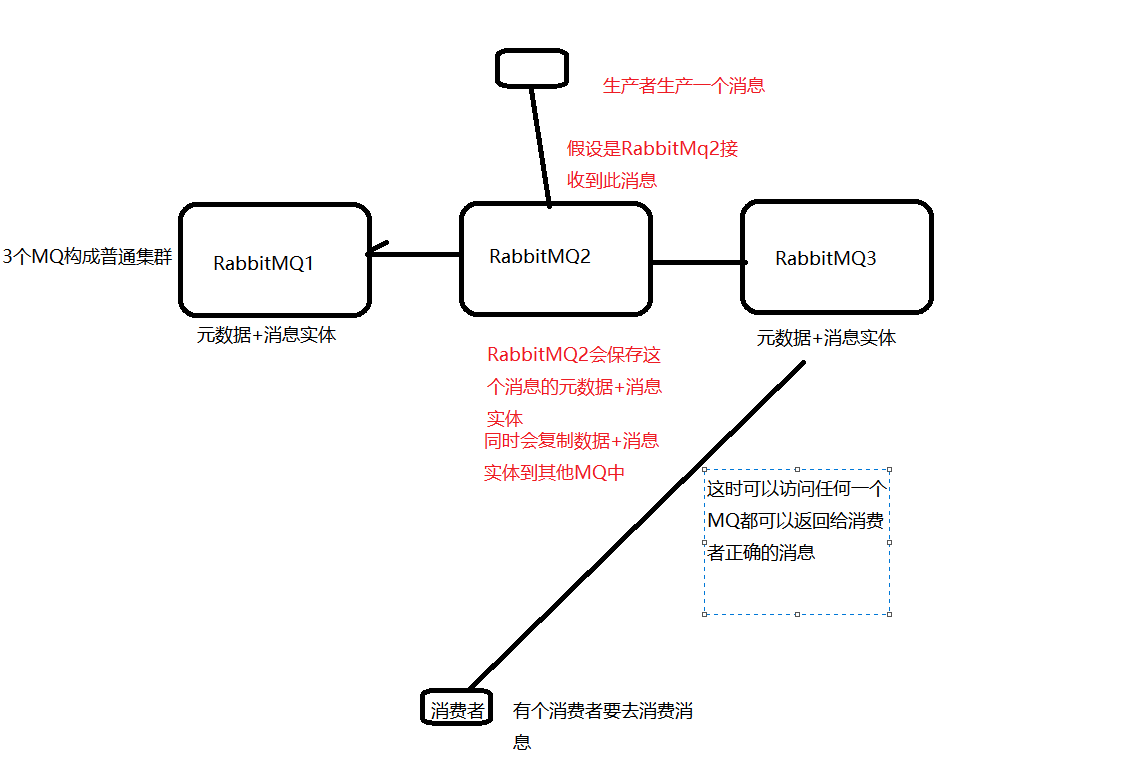 生产者生产一个消息
假设是RabbitMq2接
收到此消息
3个MQ构成普通集群
RabbitMQ1
RabbitMQ2
RabbitMQ3
元数据+消息实体
元数据+消息实体
RabbitMQ2会保存这
个消息的元数据+消息
实体
同时会复制数据+消息
实体到其他MQ中
这时可以访问任何一个
MQ都可以返回给消费
者正确的消息
消费者
有个消费者要去消费消
息